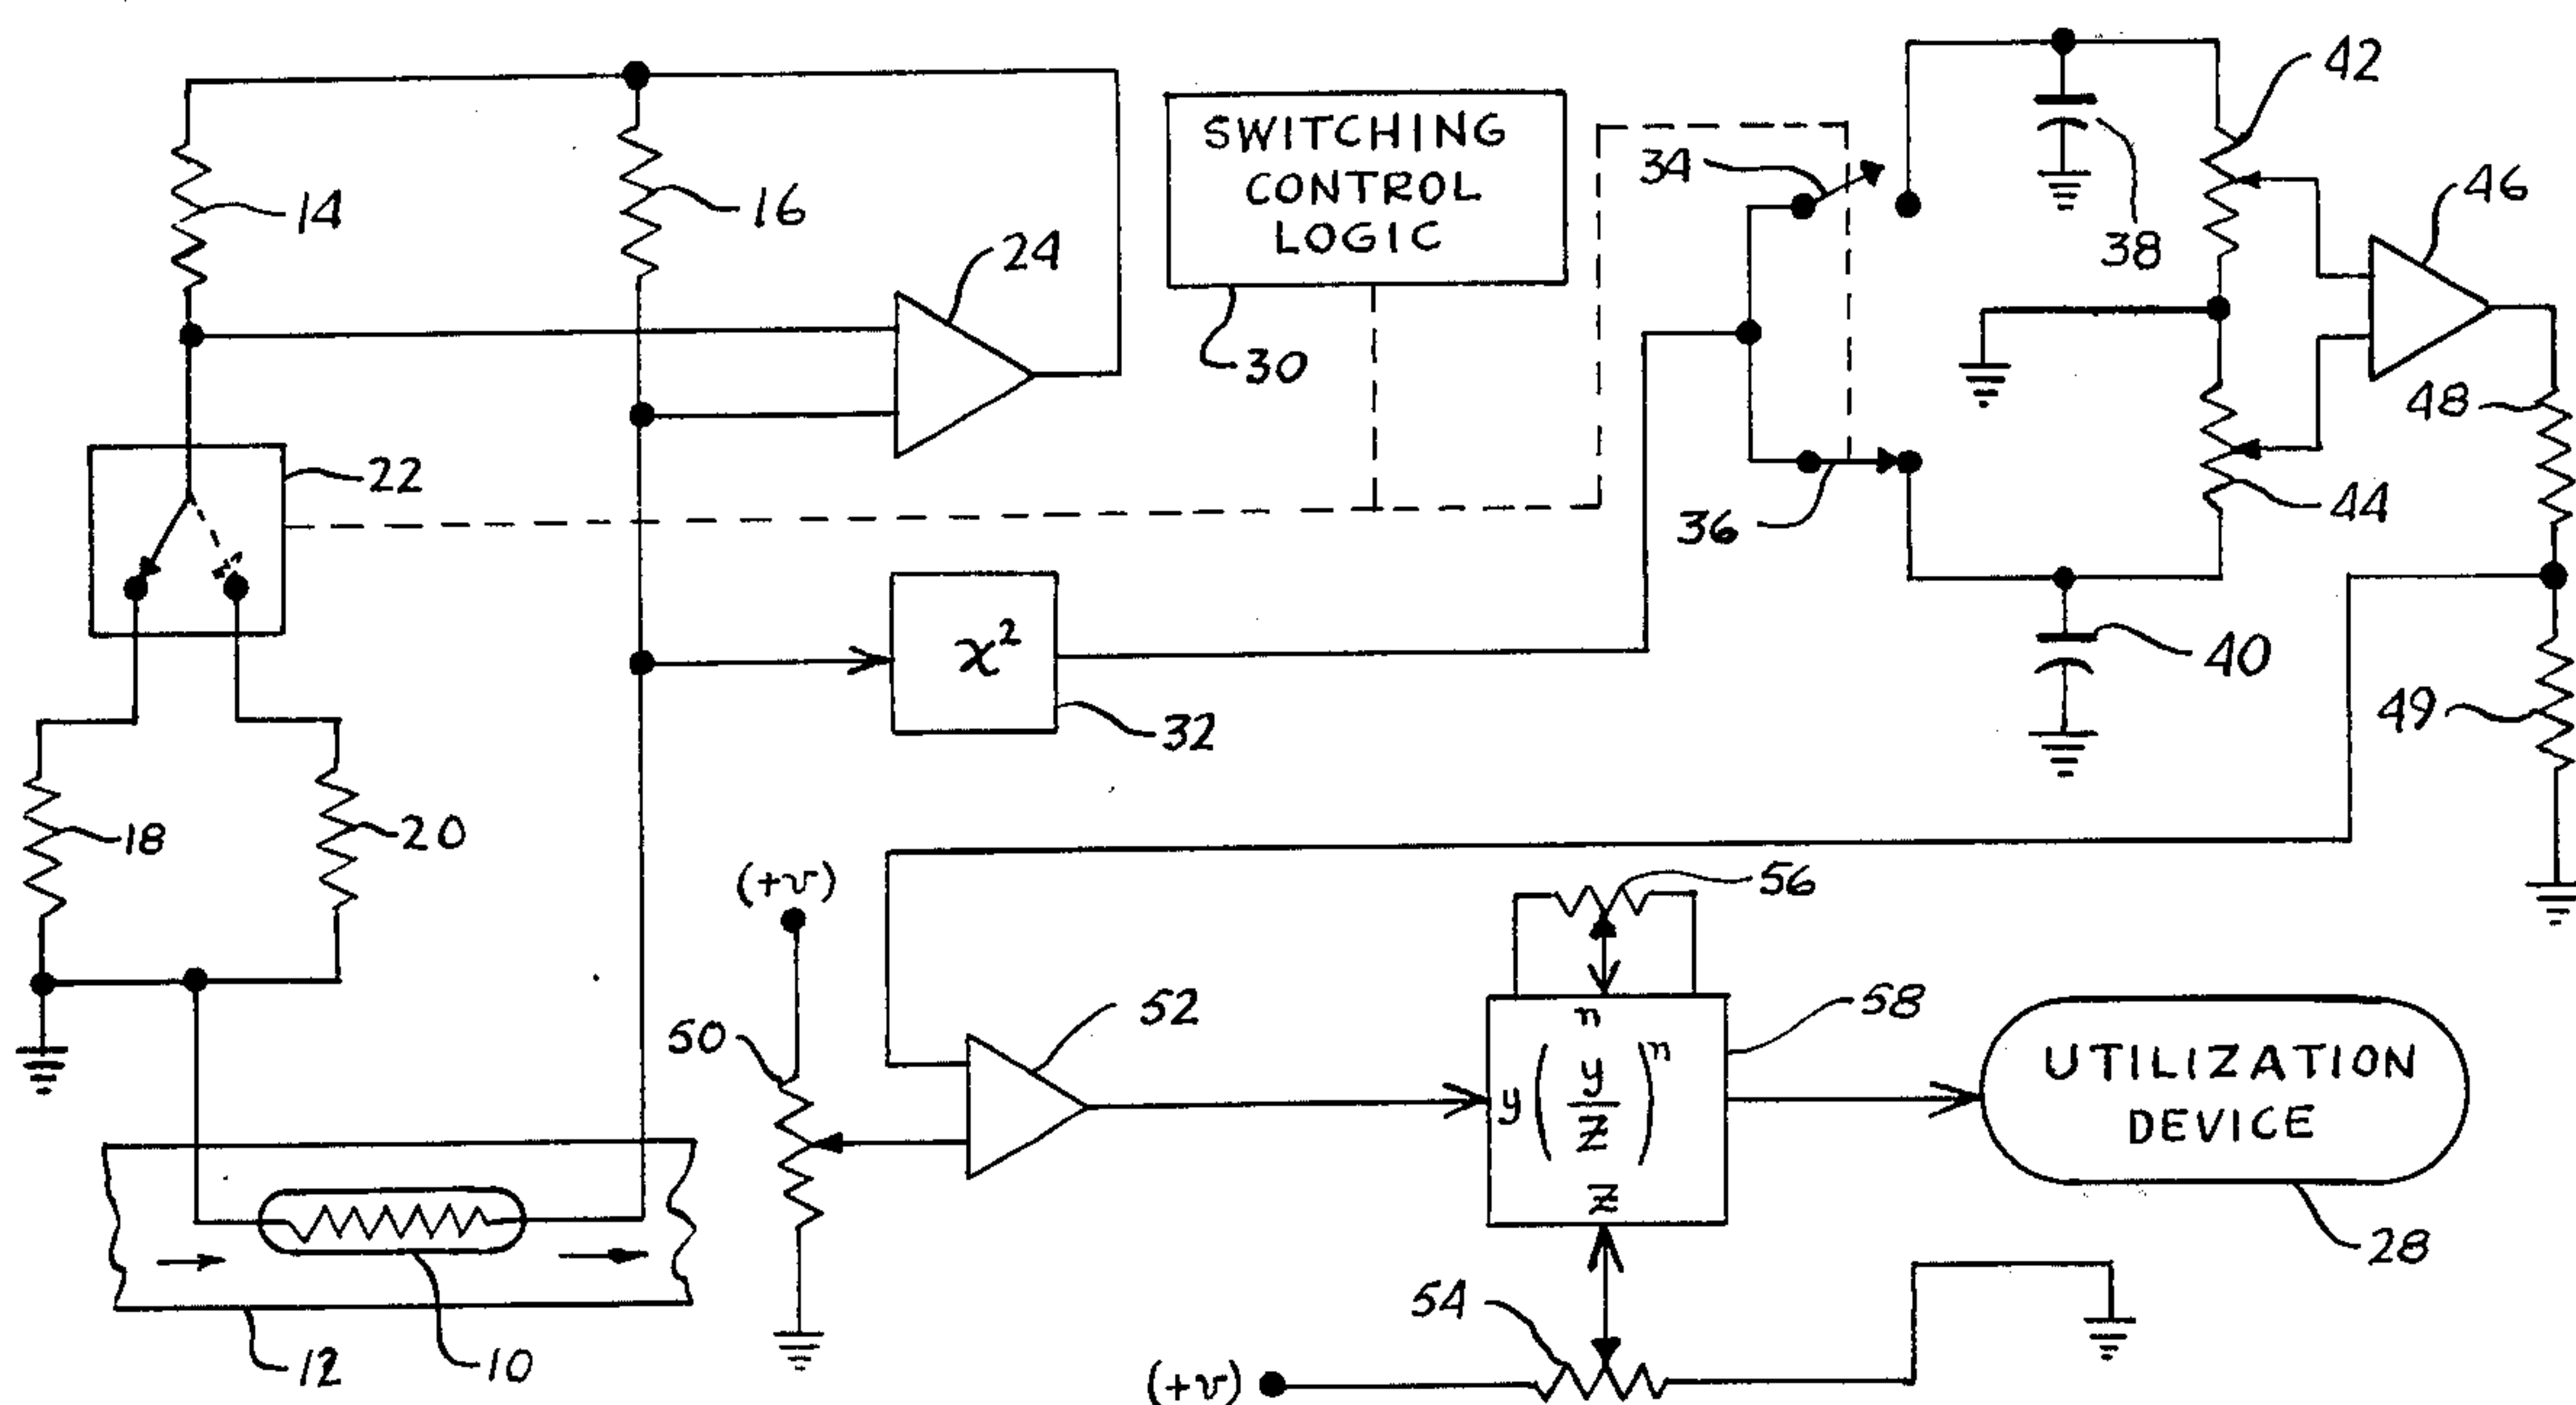 42
SWITCHING
CONTROL
LOGIC
34
14
16
46
38
24
30
48
22
36
44
x²
40
32
49
18
20
(+v)
56
52
58
50
n
y(y/z)ⁿ
z
UTILIZATION
DEVICE
28
54
12
10
(+v)